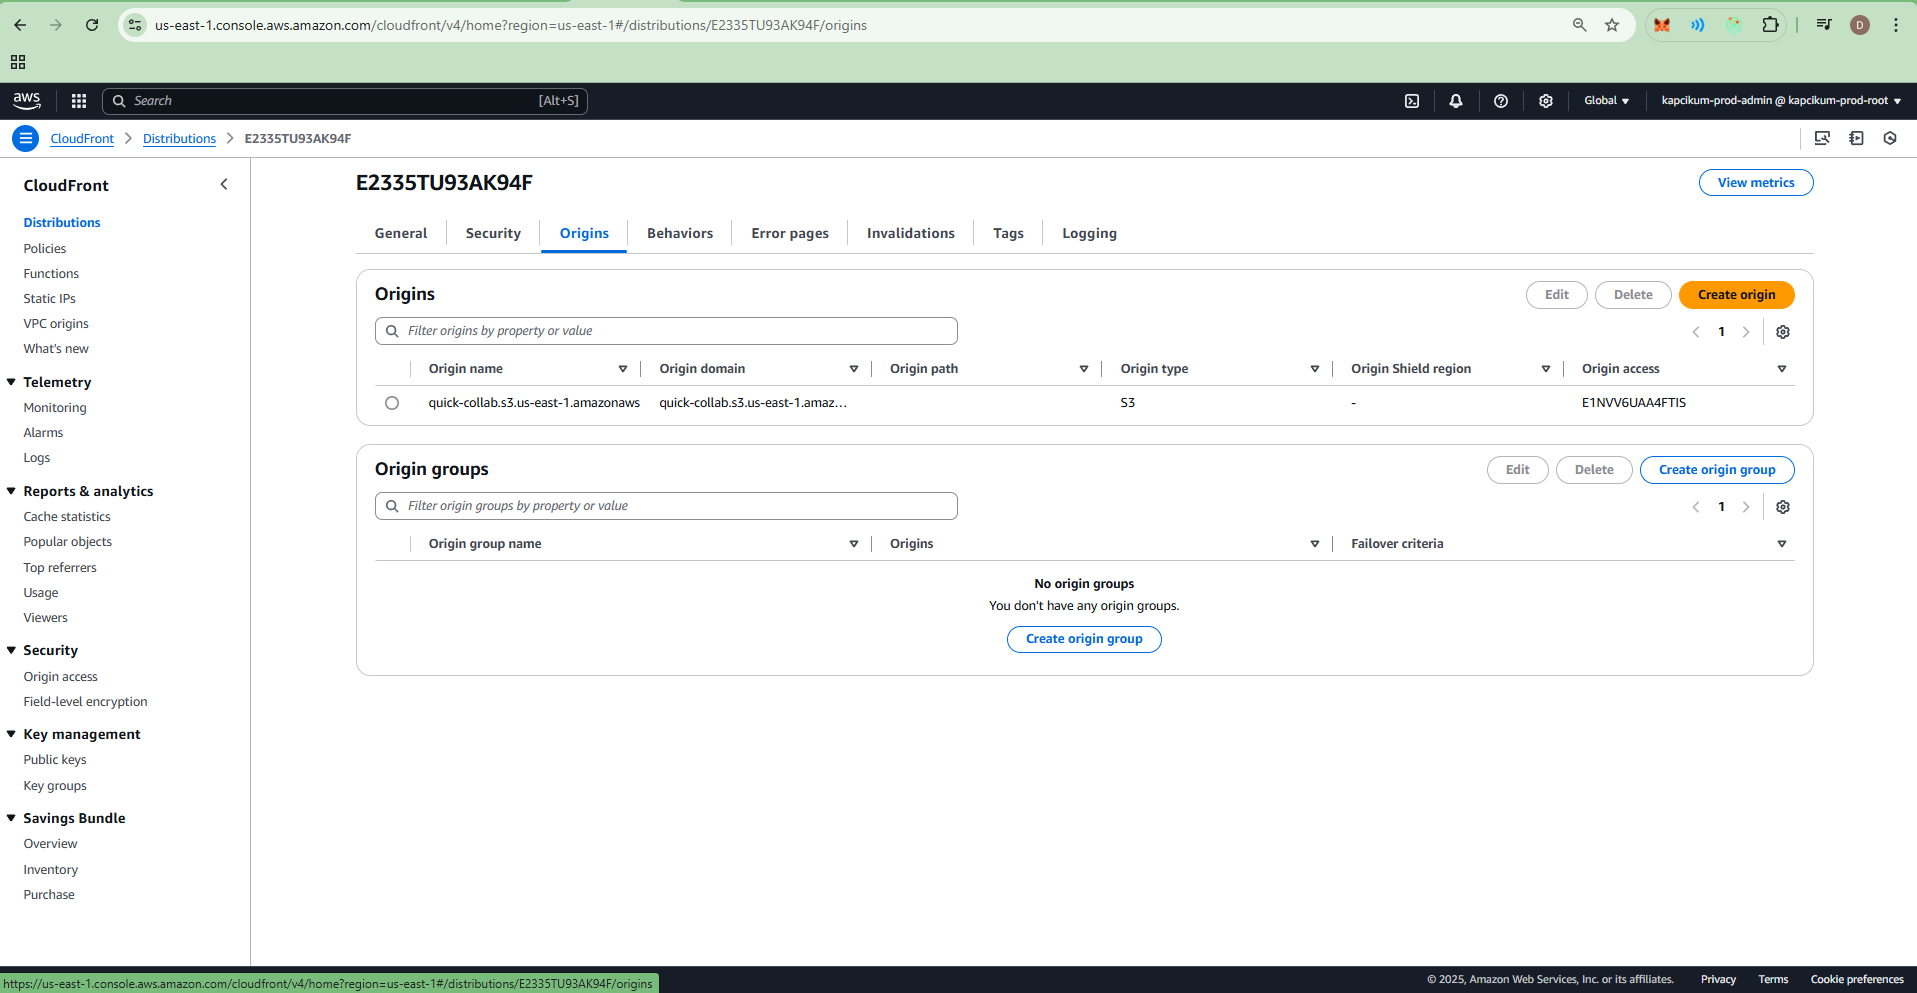 us-east-1.console.aws.amazon.com/cloudfront/v4/home?region=us-east-1#/distributions/E2335TU93AK94F/origins
D
aws
Search
[Alt+S]
Global
kapcikum-prod-admin @ kapcikum-prod-root
CloudFront
Distributions
E2335TU93AK94F
CloudFront
Distributions
Policies
Functions
Static IPs
VPC origins
What's new
Telemetry
Monitoring
Alarms
Logs
Reports & analytics
Cache statistics
Popular objects
Top referrers
Usage
Viewers
Security
Origin access
Field-level encryption
Key management
Public keys
Key groups
Savings Bundle
Overview
Inventory
Purchase
E2335TU93AK94F
View metrics
General
Security
Origins
Behaviors
Error pages
Invalidations
Tags
Logging
Origins
Edit
Delete
Create origin
Filter origins by property or value
1
Origin name
Origin domain
Origin path
Origin type
Origin Shield region
Origin access
quick-collab.s3.us-east-1.amazonaws
quick-collab.s3.us-east-1.amaz...
S3
-
E1NVV6UAA4FTIS
Origin groups
Edit
Delete
Create origin group
Filter origin groups by property or value
1
Origin group name
Origins
Failover criteria
No origin groups
You don't have any origin groups.
Create origin group
https://us-east-1.console.aws.amazon.com/cloudfront/v4/home?region=us-east-1#/distributions/E2335TU93AK94F/origins
© 2025, Amazon Web Services, Inc. or its affiliates.
Privacy
Terms
Cookie preferences